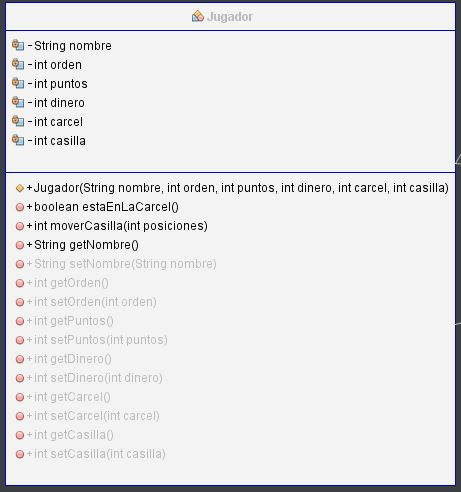 Jugador
- String nombre
- int orden
- int puntos
- int dinero
- int carcel
- int casilla
+ Jugador(String nombre, int orden, int puntos, int dinero, int carcel, int casilla)
+ boolean estaEnLaCarcel()
+ int moverCasilla(int posiciones)
+ String getNombre()
+ String setNombre(String nombre)
+ int getOrden()
+ int setOrden(int orden)
+ int getPuntos()
+ int setPuntos(int puntos)
+ int getDinero()
+ int setDinero(int dinero)
+ int getCarcel()
+ int setCarcel(int carcel)
+ int getCasilla()
+ int setCasilla(int casilla)